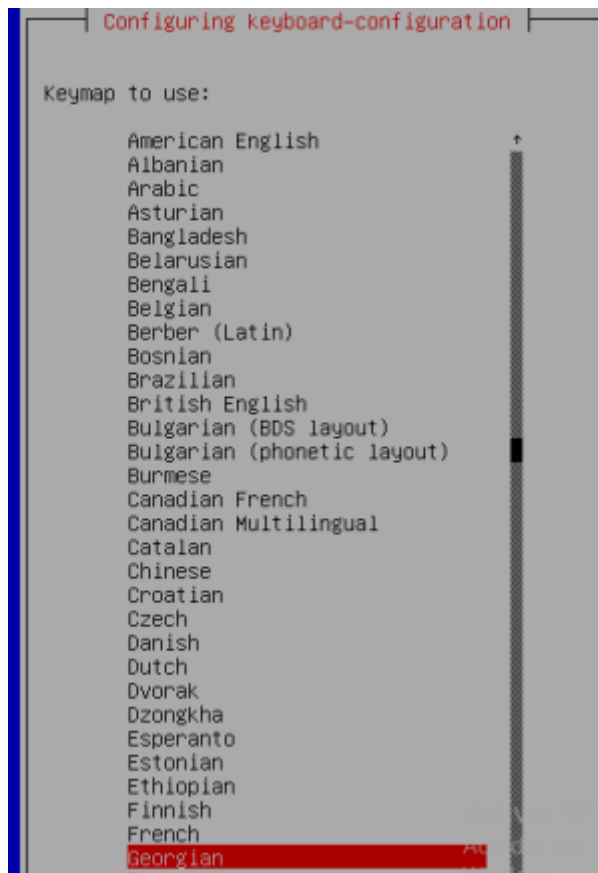 Configuring keyboard-configuration
Keymap to use:
American English
Albanian
Arabic
Asturian
Bangladesh
Belarusian
Bengali
Belgian
Berber (Latin)
Bosnian
Brazilian
British English
Bulgarian (BDS layout)
Bulgarian (phonetic layout)
Burmese
Canadian French
Canadian Multilingual
Catalan
Chinese
Croatian
Czech
Danish
Dutch
Dvorak
Dzongkha
Esperanto
Estonian
Ethiopian
Finnish
French
Georgian